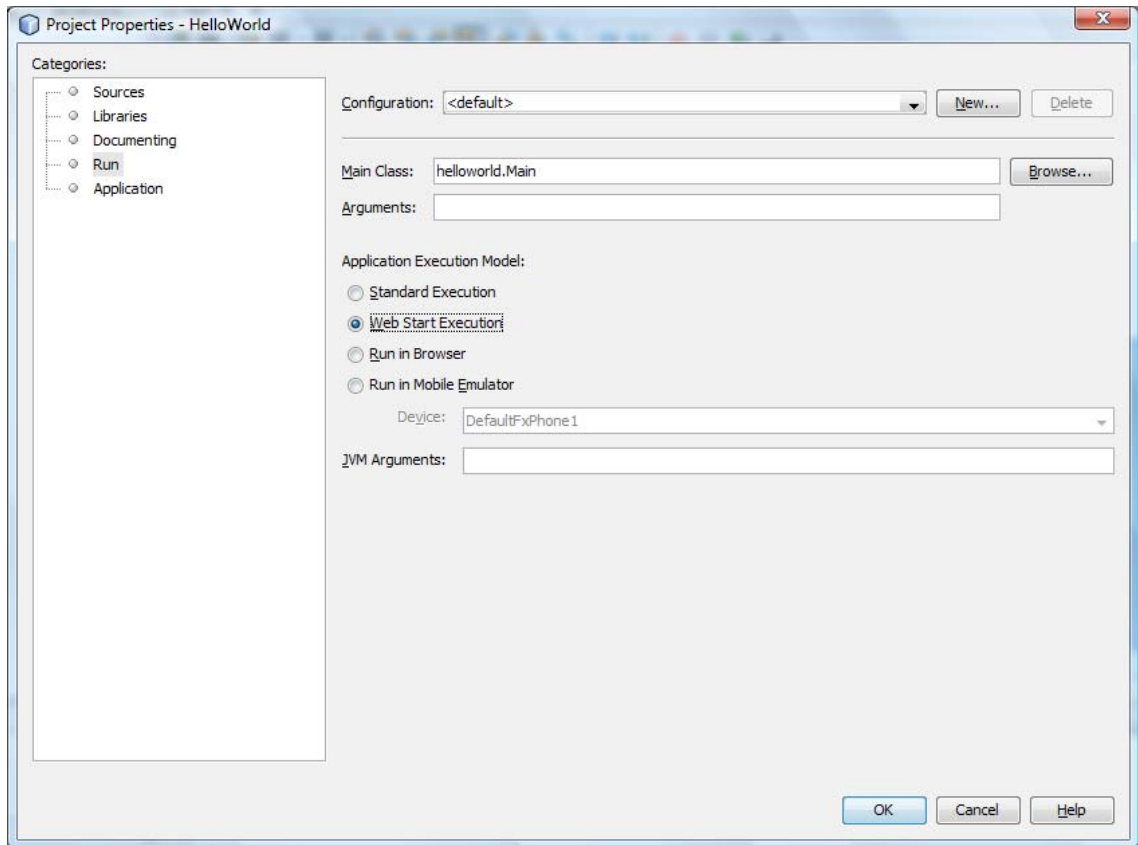 Project Properties - HelloWorld
Categories:
Sources
Libraries
Documenting
Run
Application
Configuration: <default> New... Delete
Main Class: helloworld.Main Browse...
Arguments:
Application Execution Model:
Standard Execution
Web Start Execution
Run in Browser
Run in Mobile Emulator
Device: DefaultFxPhone1
JVM Arguments:
OK Cancel Help